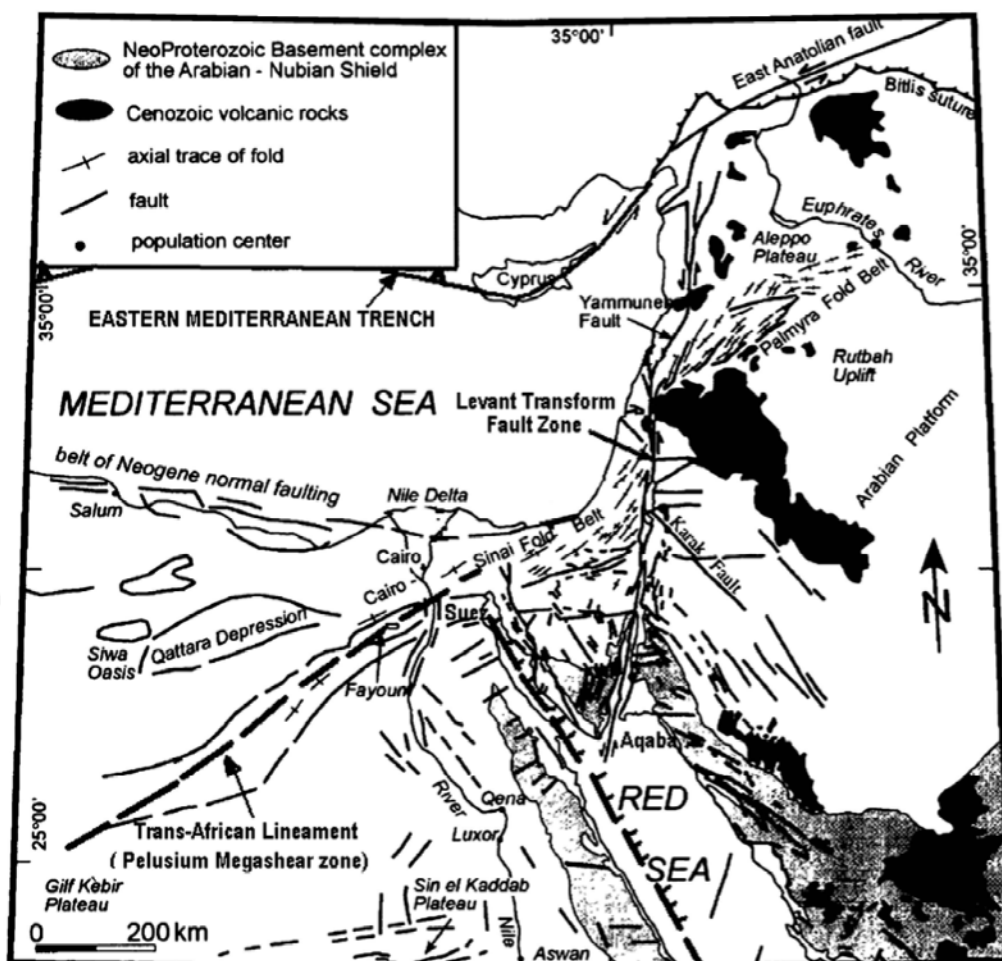 NeoProterozoic Basement complex
of the Arabian - Nubian Shield
Cenozoic volcanic rocks
axial trace of fold
fault
population center
35°00'
East Anatolian fault
Bitlis suture
Euphrates
River
Aleppo
Plateau
35°00'
35°00'
Cyprus
EASTERN MEDITERRANEAN TRENCH
Yammuneh
Fault
Palmyra Fold Belt
Rutbah
Uplift
MEDITERRANEAN SEA
Levant Transform
Fault Zone
Arabian Platform
belt of Neogene normal faulting
Salum
Nile Delta
Cairo
Cairo - Sinai Fold Belt
Karak
Fault
N
Suez
Qattara Depression
Siwa
Oasis
Fayoum
Aqaba
River
Qena
Luxor
RED
SEA
25°00'
Trans-African Lineament
( Pelusium Megashear zone)
Gilf Kebir
Plateau
Sin el Kaddab
Plateau
Nile
Aswan
0 200 km